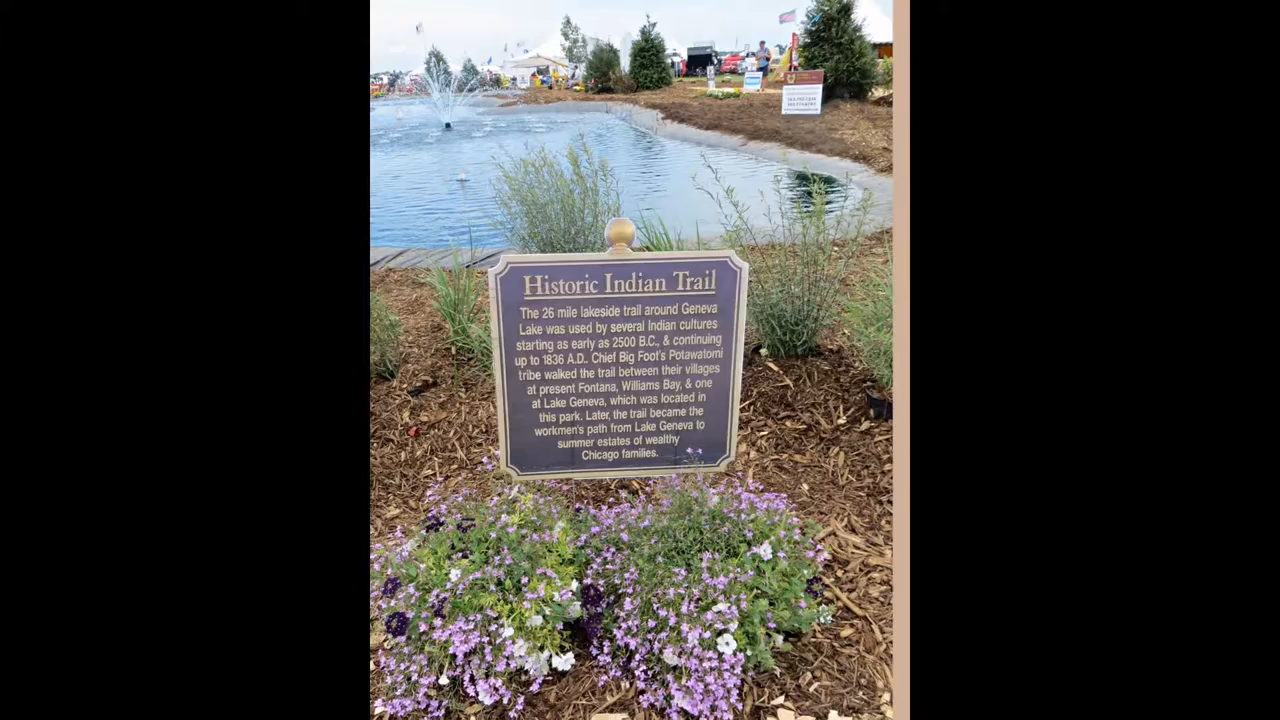 Historic Indian Trail
The 26 mile lakeside trail around Geneva
Lake was used by several Indian cultures
starting as early as 2500 B.C., & continuing
up to 1836 A.D.. Chief Big Foot's Potawatomi
tribe walked the trail between their villages
at present Fontana, Williams Bay, & one
at Lake Geneva, which was located in
this park. Later, the trail became the
workmen's path from Lake Geneva to
summer estates of wealthy
Chicago families.